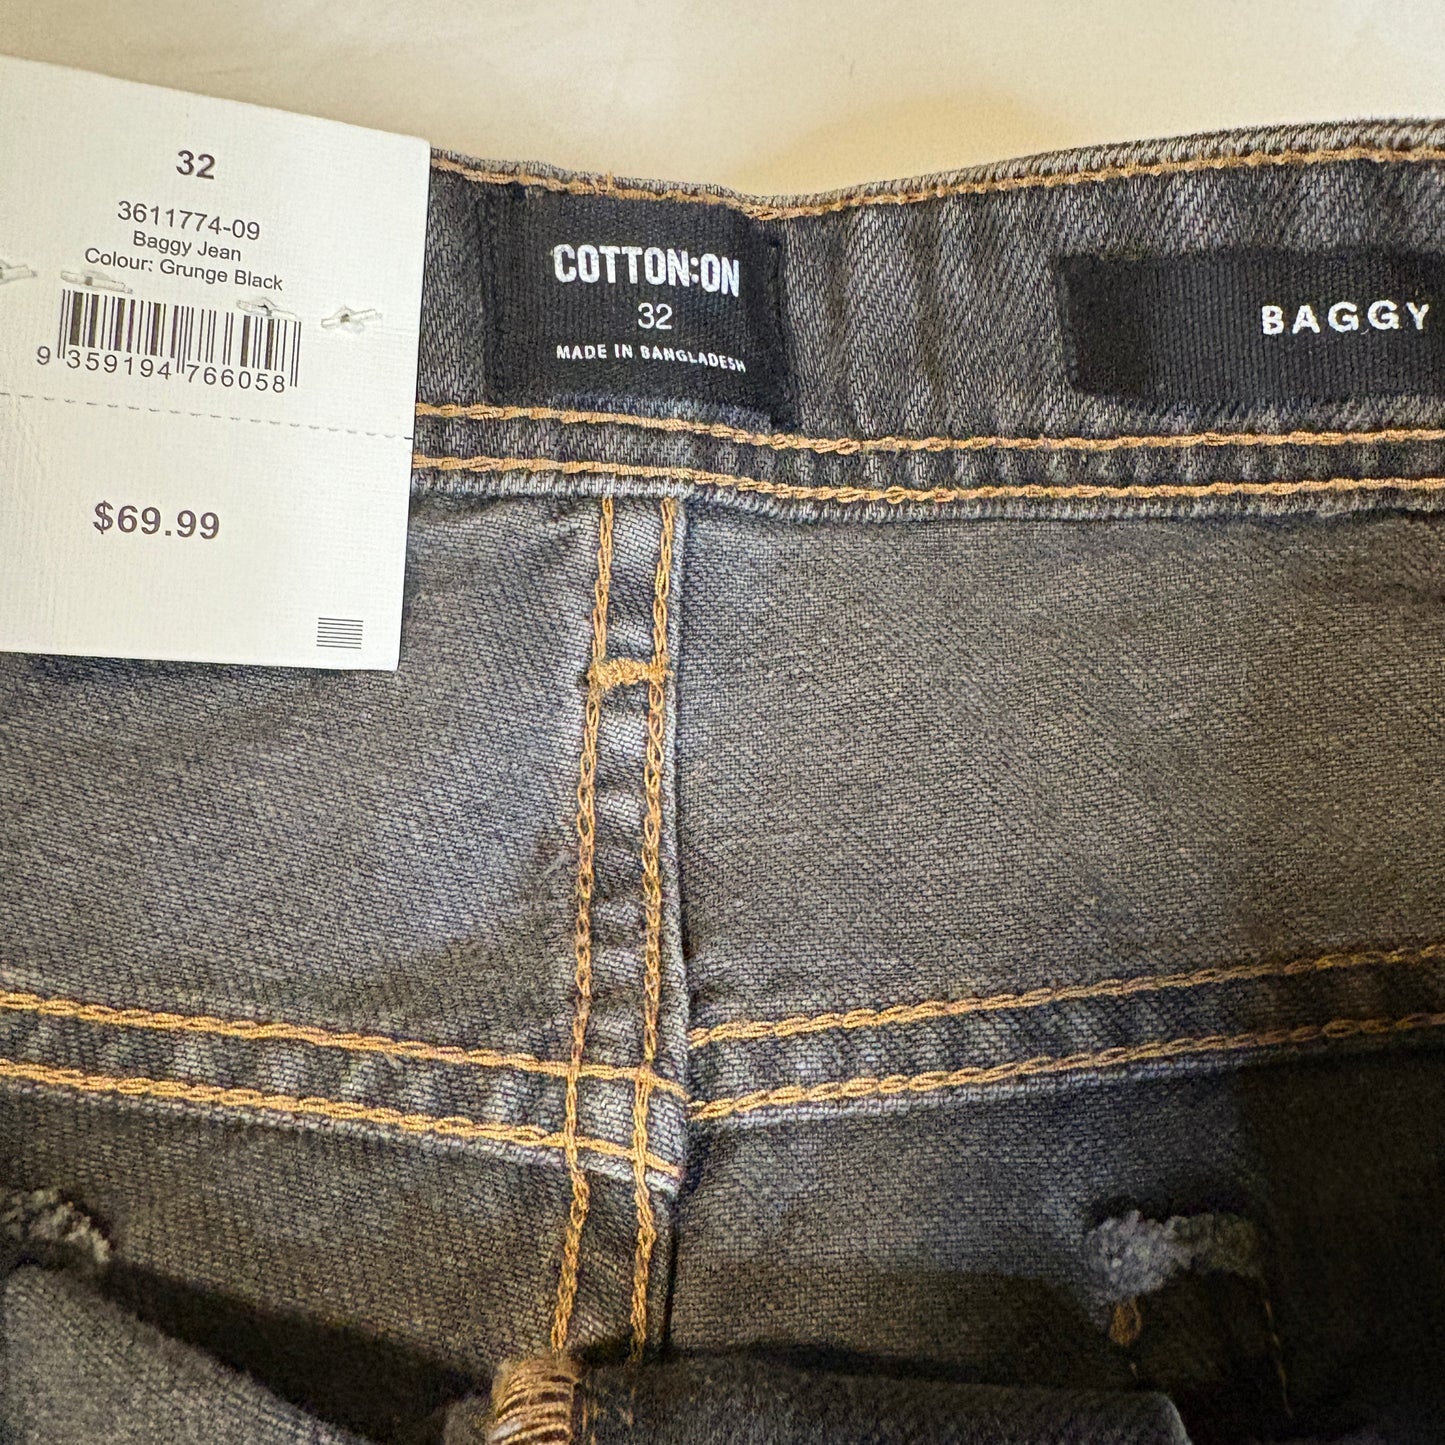 32
3611774-09
Baggy Jean
Colour: Grunge Black
9 359194 766058
$69.99
COTTON:ON
32
MADE IN BANGLADESH
BAGGY